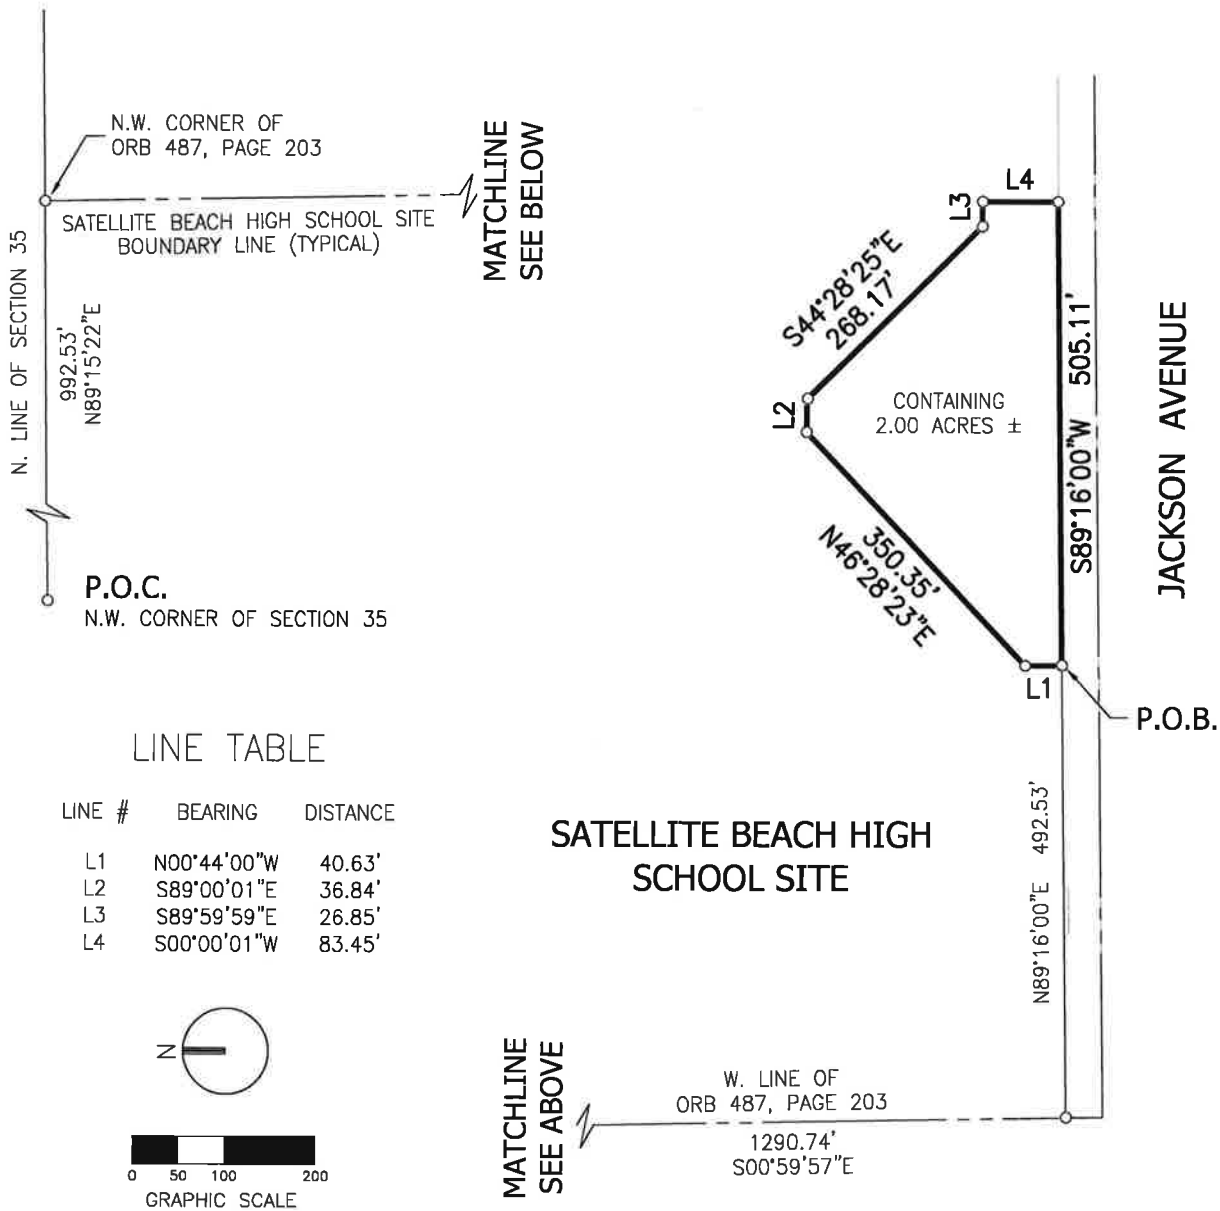 N.W. CORNER OF
ORB 487, PAGE 203
SATELLITE BEACH HIGH SCHOOL SITE
BOUNDARY LINE (TYPICAL)
MATCHLINE
SEE BELOW
N. LINE OF SECTION 35
992.53'
N89°15'22"E
P.O.C.
N.W. CORNER OF SECTION 35
L4
L3
S44°28'25"E
268.17'
L2
CONTAINING
2.00 ACRES ±
S89°16'00"W 505.11'
JACKSON AVENUE
350.35'
N46°28'23"E
L1
P.O.B.
LINE TABLE
LINE # BEARING DISTANCE
L1 N00°44'00"W 40.63'
L2 S89°00'01"E 36.84'
L3 S89°59'59"E 26.85'
L4 S00°00'01"W 83.45'
SATELLITE BEACH HIGH
SCHOOL SITE
N89°16'00"E 492.53'
N
0 50 100 200
GRAPHIC SCALE
MATCHLINE
SEE ABOVE
W. LINE OF
ORB 487, PAGE 203
1290.74'
S00°59'57"E